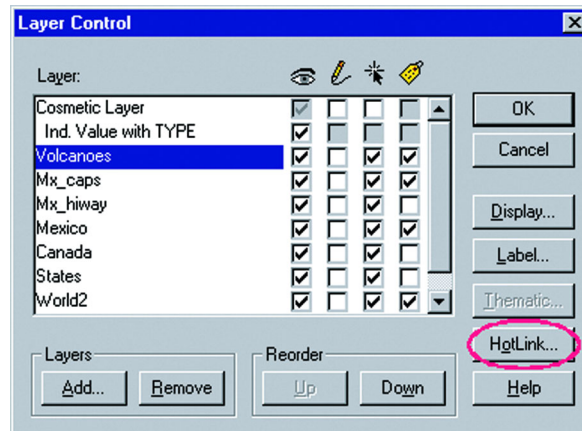 Layer Control
Layer:
OK
Cosmetic Layer
Ind. Value with TYPE
Volcanoes
Cancel
Mx_caps
Mx_hiway
Display...
Mexico
Canada
Label...
States
World2
Thematic...
HotLink...
Layers
Reorder
Add...
Remove
Up
Down
Help